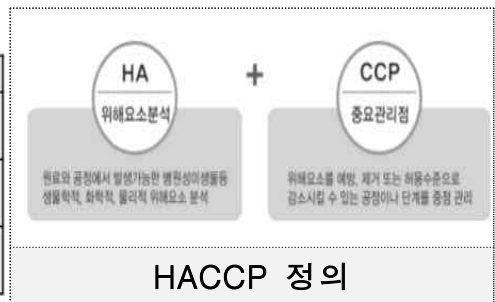 HA
위해요소분석
+
CCP
중요관리점
원료와 공정에서 발생가능한 병원성미생물등
생물학적, 화학적, 물리적 위해요소 분석
위해요소를 예방, 제거 또는 허용수준으로
감소시킬 수 있는 공정이나 단계를 중점 관리
HACCP 정의